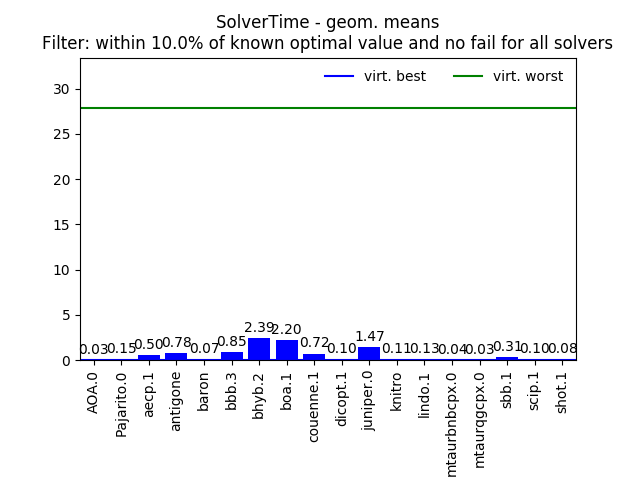 SolverTime - geom. means
Filter: within 10.0% of known optimal value and no fail for all solvers
virt. best
virt. worst
30
25
20
15
10
5
0
0.03
0.15
0.50
0.78
0.07
0.85
2.39
2.20
0.72
0.10
1.47
0.11
0.13
0.04
0.03
0.31
0.10
0.08
AOA.0
Pajarito.0
aecp.1
antigone
baron
bbb.3
bhyb.2
boa.1
couenne.1
dicopt.1
juniper.0
knitro
lindo.1
mtaurbnbcpx.0
mtaurqgcpx.0
sbb.1
scip.1
shot.1